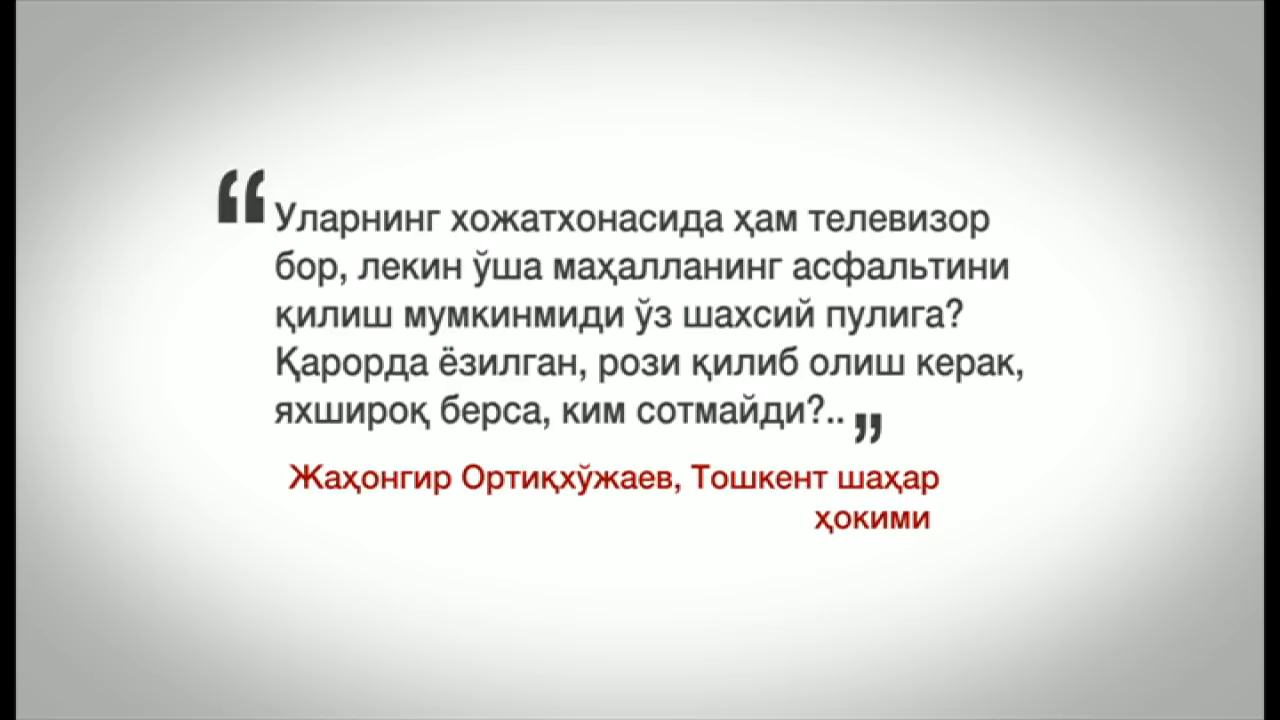 “Уларнинг хожатхонасида ҳам телевизор
бор, лекин ўша маҳалланинг асфальтини
қилиш мумкинмиди ўз шахсий пулига?
Қарорда ёзилган, рози қилиб олиш керак,
яхшироқ берса, ким сотмайди?..”
Жаҳонгир Ортиқхўжаев, Тошкент шаҳар
ҳокими